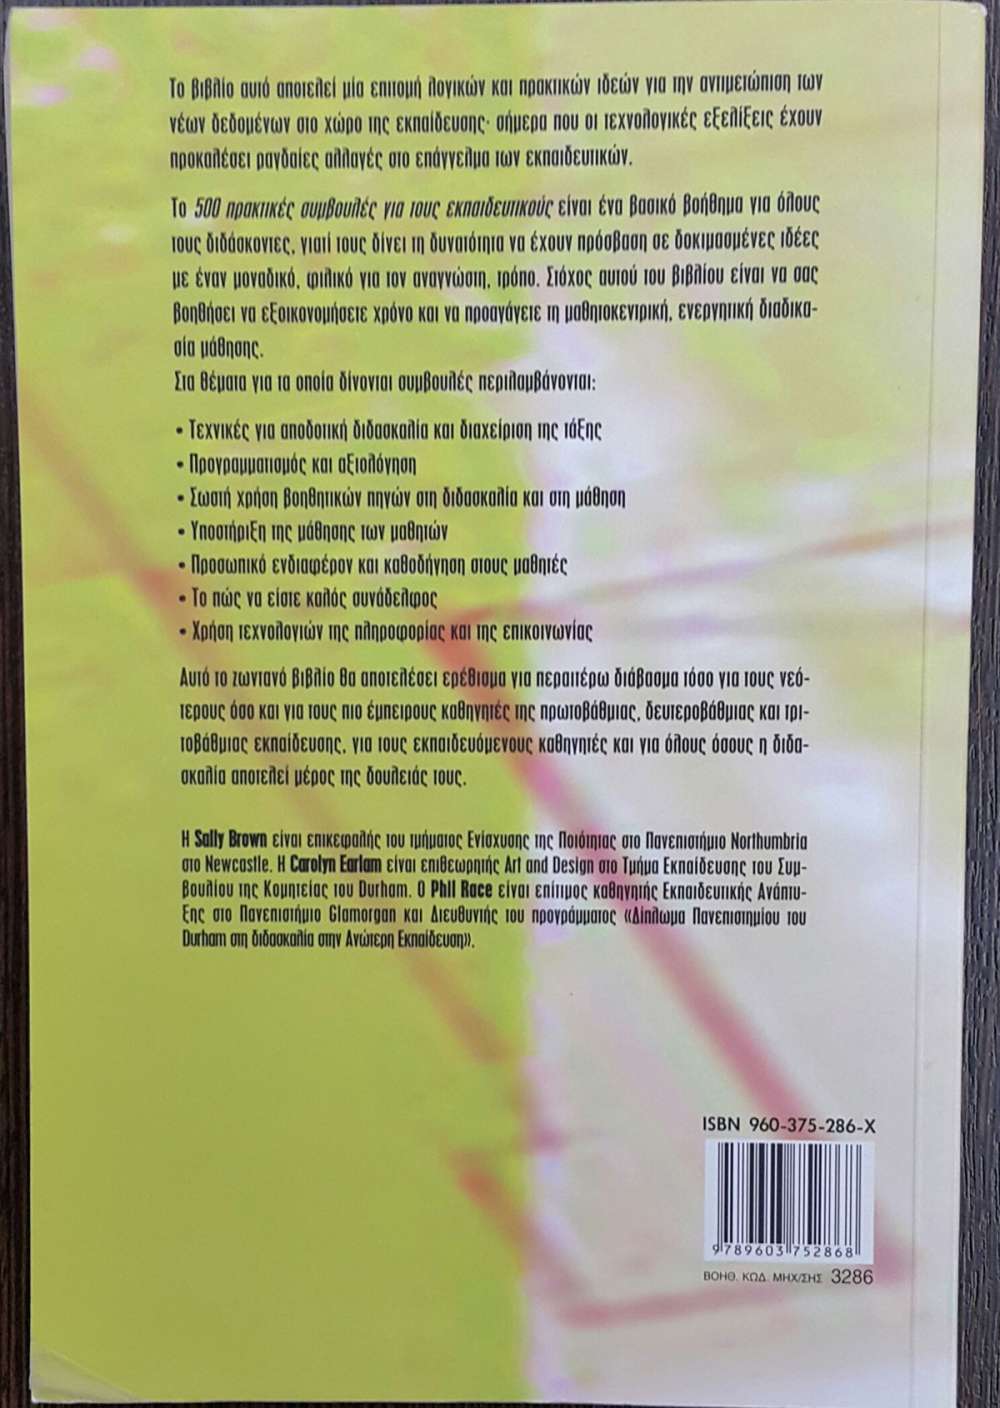 Το βιβλίο αυτό αποτελεί μία επιτομή λογικών και πρακτικών ιδεών για την αντιμετώπιση των
νέων δεδομένων στο χώρο της εκπαίδευσης· σήμερα που οι τεχνολογικές εξελίξεις έχουν
προκαλέσει ραγδαίες αλλαγές στο επάγγελμα των εκπαιδευτικών.
Το 500 πρακτικές συμβουλές για τους εκπαιδευτικούς είναι ένα βασικό βοήθημα για όλους
τους διδάσκοντες, γιατί τους δίνει τη δυνατότητα να έχουν πρόσβαση σε δοκιμασμένες ιδέες
με έναν μοναδικό, φιλικό για τον αναγνώστη, τρόπο. Στόχος αυτού του βιβλίου είναι να σας
βοηθήσει να εξοικονομήσετε χρόνο και να προαγάγετε τη μαθητοκεντρική, ενεργητική διαδικα-
σία μάθησης.
Στα θέματα για τα οποία δίνονται συμβουλές περιλαμβάνονται:
• Τεχνικές για αποδοτική διδασκαλία και διαχείριση της τάξης
• Προγραμματισμός και αξιολόγηση
• Σωστή χρήση βοηθητικών πηγών στη διδασκαλία και στη μάθηση
• Υποστήριξη της μάθησης των μαθητών
• Προσωπικό ενδιαφέρον και καθοδήγηση στους μαθητές
• Το πώς να είστε καλός συνάδελφος
• Χρήση τεχνολογιών της πληροφορίας και της επικοινωνίας
Αυτό το ζωντανό βιβλίο θα αποτελέσει ερέθισμα για περαιτέρω διάβασμα τόσο για τους νεό-
τερους όσο και για τους πιο έμπειρους καθηγητές της πρωτοβάθμιας, δευτεροβάθμιας και τρι-
τοβάθμιας εκπαίδευσης, για τους εκπαιδευόμενους καθηγητές και για όλους όσους η διδα-
σκαλία αποτελεί μέρος της δουλειάς τους.
Η Sally Brown είναι επικεφαλής του τμήματος Ενίσχυσης της Ποιότητας στο Πανεπιστήμιο Northumbria
στο Newcastle. Η Carolyn Earlam είναι επιθεωρητής Art and Design στο Τμήμα Εκπαίδευσης του Συμ-
βουλίου της Κομητείας του Durham. Ο Phil Race είναι επίτιμος καθηγητής Εκπαιδευτικής Ανάπτυ-
ξης στο Πανεπιστήμιο Glamorgan και Διευθυντής του προγράμματος «Δίπλωμα Πανεπιστημίου του
Durham στη διδασκαλία στην Ανώτερη Εκπαίδευση».
ISBN 960-375-286-X
9 789603 752868
ΒΟΗΘ. ΚΩΔ. ΜΗΧ/ΣΗΣ 3286